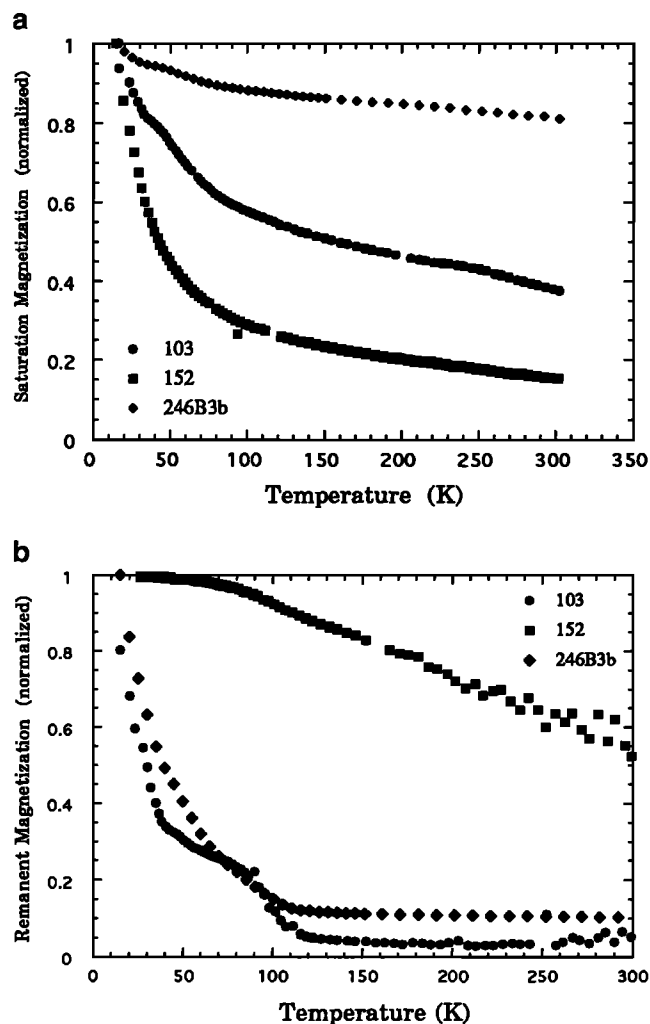 a
Saturation Magnetization (normalized)
1
0.8
0.6
0.4
0.2
0
103
152
246B3b
0 50 100 150 200 250 300 350
Temperature (K)
b
Remanent Magnetization (normalized)
1
0.8
0.6
0.4
0.2
0
103
152
246B3b
0 50 100 150 200 250 300
Temperature (K)